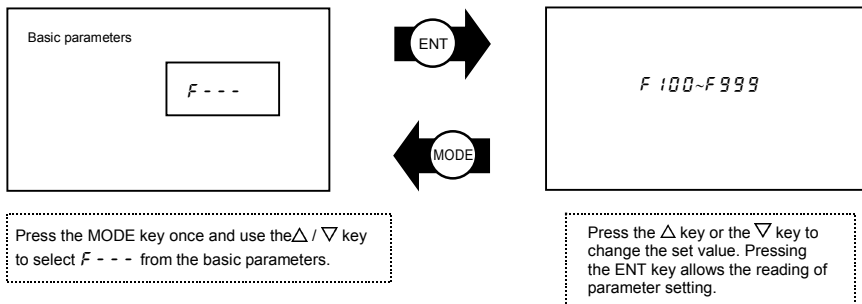 Basic parameters
F - - -
ENT
MODE
F 100~F999
Press the MODE key once and use the△ / ▽ key
to select F - - - from the basic parameters.
Press the △ key or the ▽ key to
change the set value. Pressing
the ENT key allows the reading of
parameter setting.